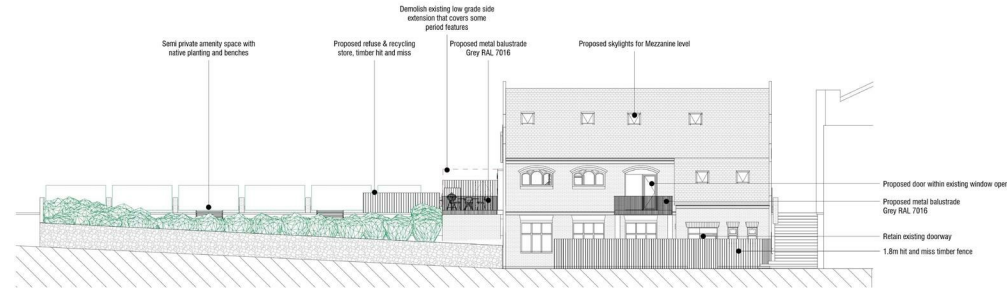 Demolish existing low grade side
extension that covers some
period features
Semi private amenity space with
native planting and benches
Proposed refuse & recycling
store, timber hit and miss
Proposed metal balustrade
Grey RAL 7016
Proposed skylights for Mezzanine level
Proposed door within existing window open
Proposed metal balustrade
Grey RAL 7016
Retain existing doorway
1.8m hit and miss timber fence